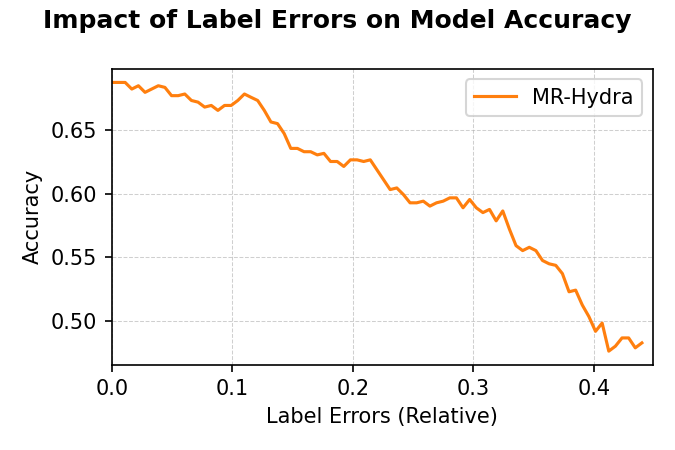 Impact of Label Errors on Model Accuracy
MR-Hydra
Accuracy
0.65
0.60
0.55
0.50
0.0 0.1 0.2 0.3 0.4
Label Errors (Relative)